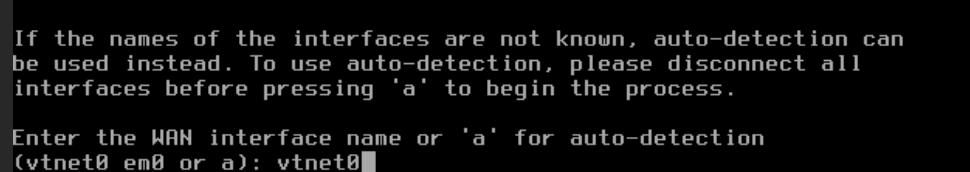 If the names of the interfaces are not known, auto-detection can
be used instead. To use auto-detection, please disconnect all
interfaces before pressing 'a' to begin the process.
Enter the WAN interface name or 'a' for auto-detection
(vtnet0 em0 or a): vtnet0